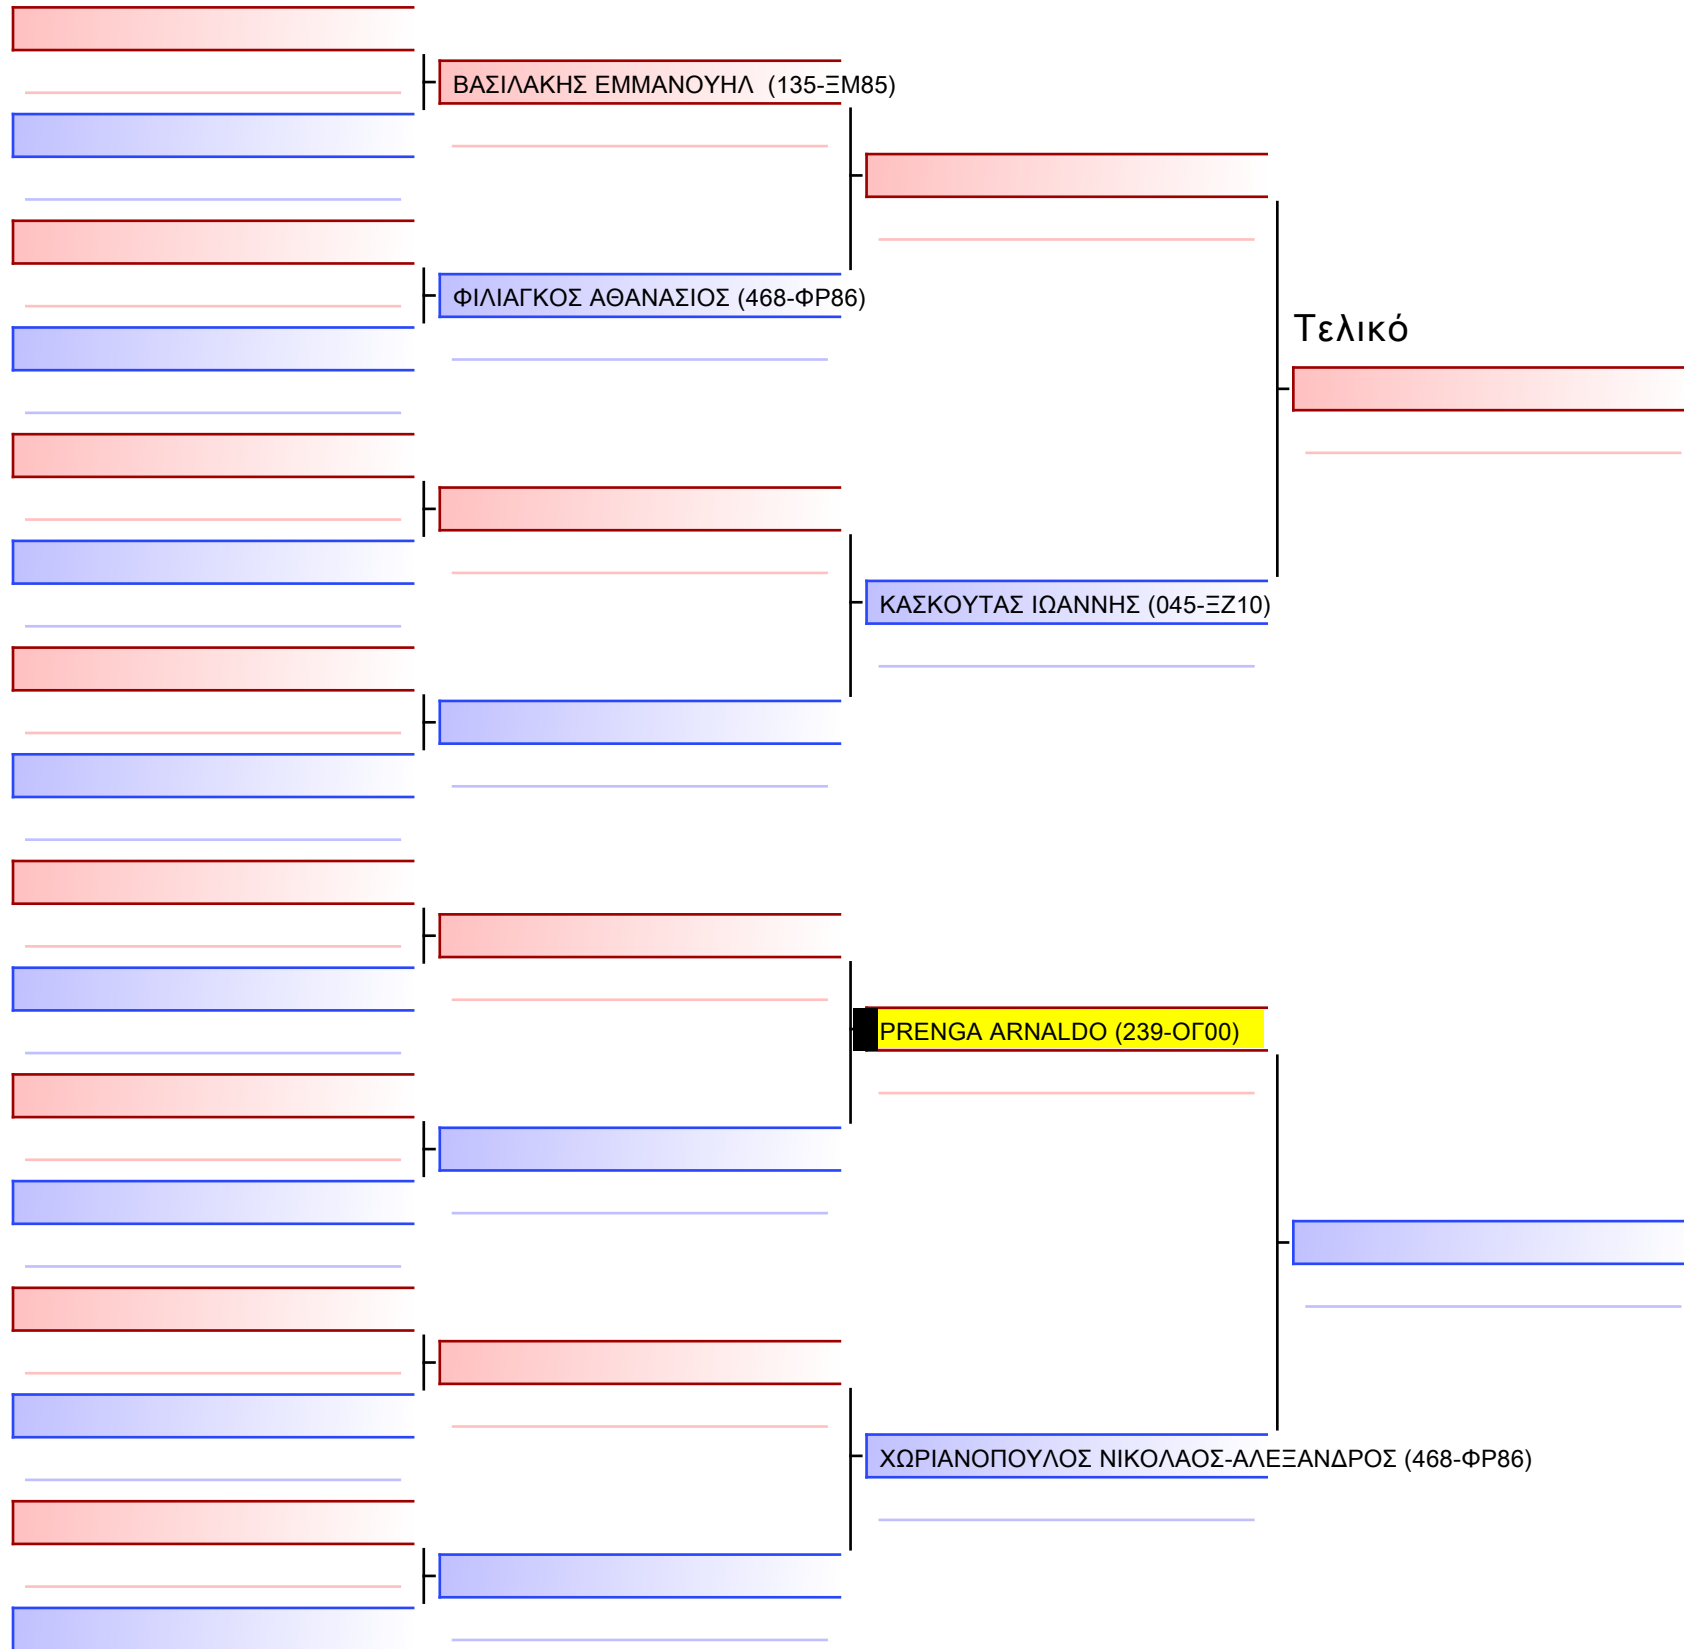 ΒΑΣΙΛΑΚΗΣ ΕΜΜΑΝΟΥΗΛ (135-ΞΜ85)
ΦΙΛΙΑΓΚΟΣ ΑΘΑΝΑΣΙΟΣ (468-ΦΡ86)
Τελικό
ΚΑΣΚΟΥΤΑΣ ΙΩΑΝΝΗΣ (045-ΞΖ10)
PRENGA ARNALDO (239-ΟΓ00)
ΧΩΡΙΑΝΟΠΟΥΛΟΣ ΝΙΚΟΛΑΟΣ-ΑΛΕΞΑΝΔΡΟΣ (468-ΦΡ86)